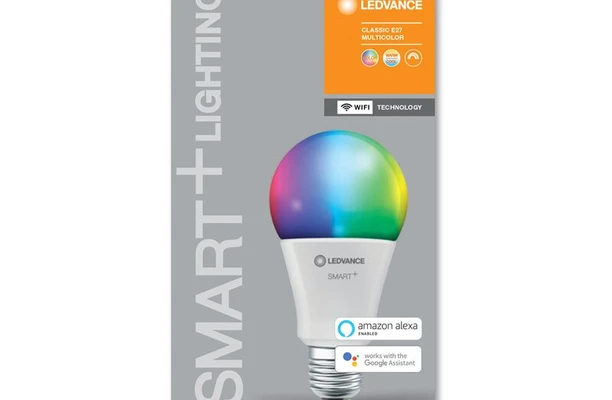 SMART+ LIGHTING
LEDVANCE
CLASSIC E27
MULTICOLOR
WIFI TECHNOLOGY
LEDVANCE
SMART+
amazon alexa
ENABLED
works with the
Google Assistant